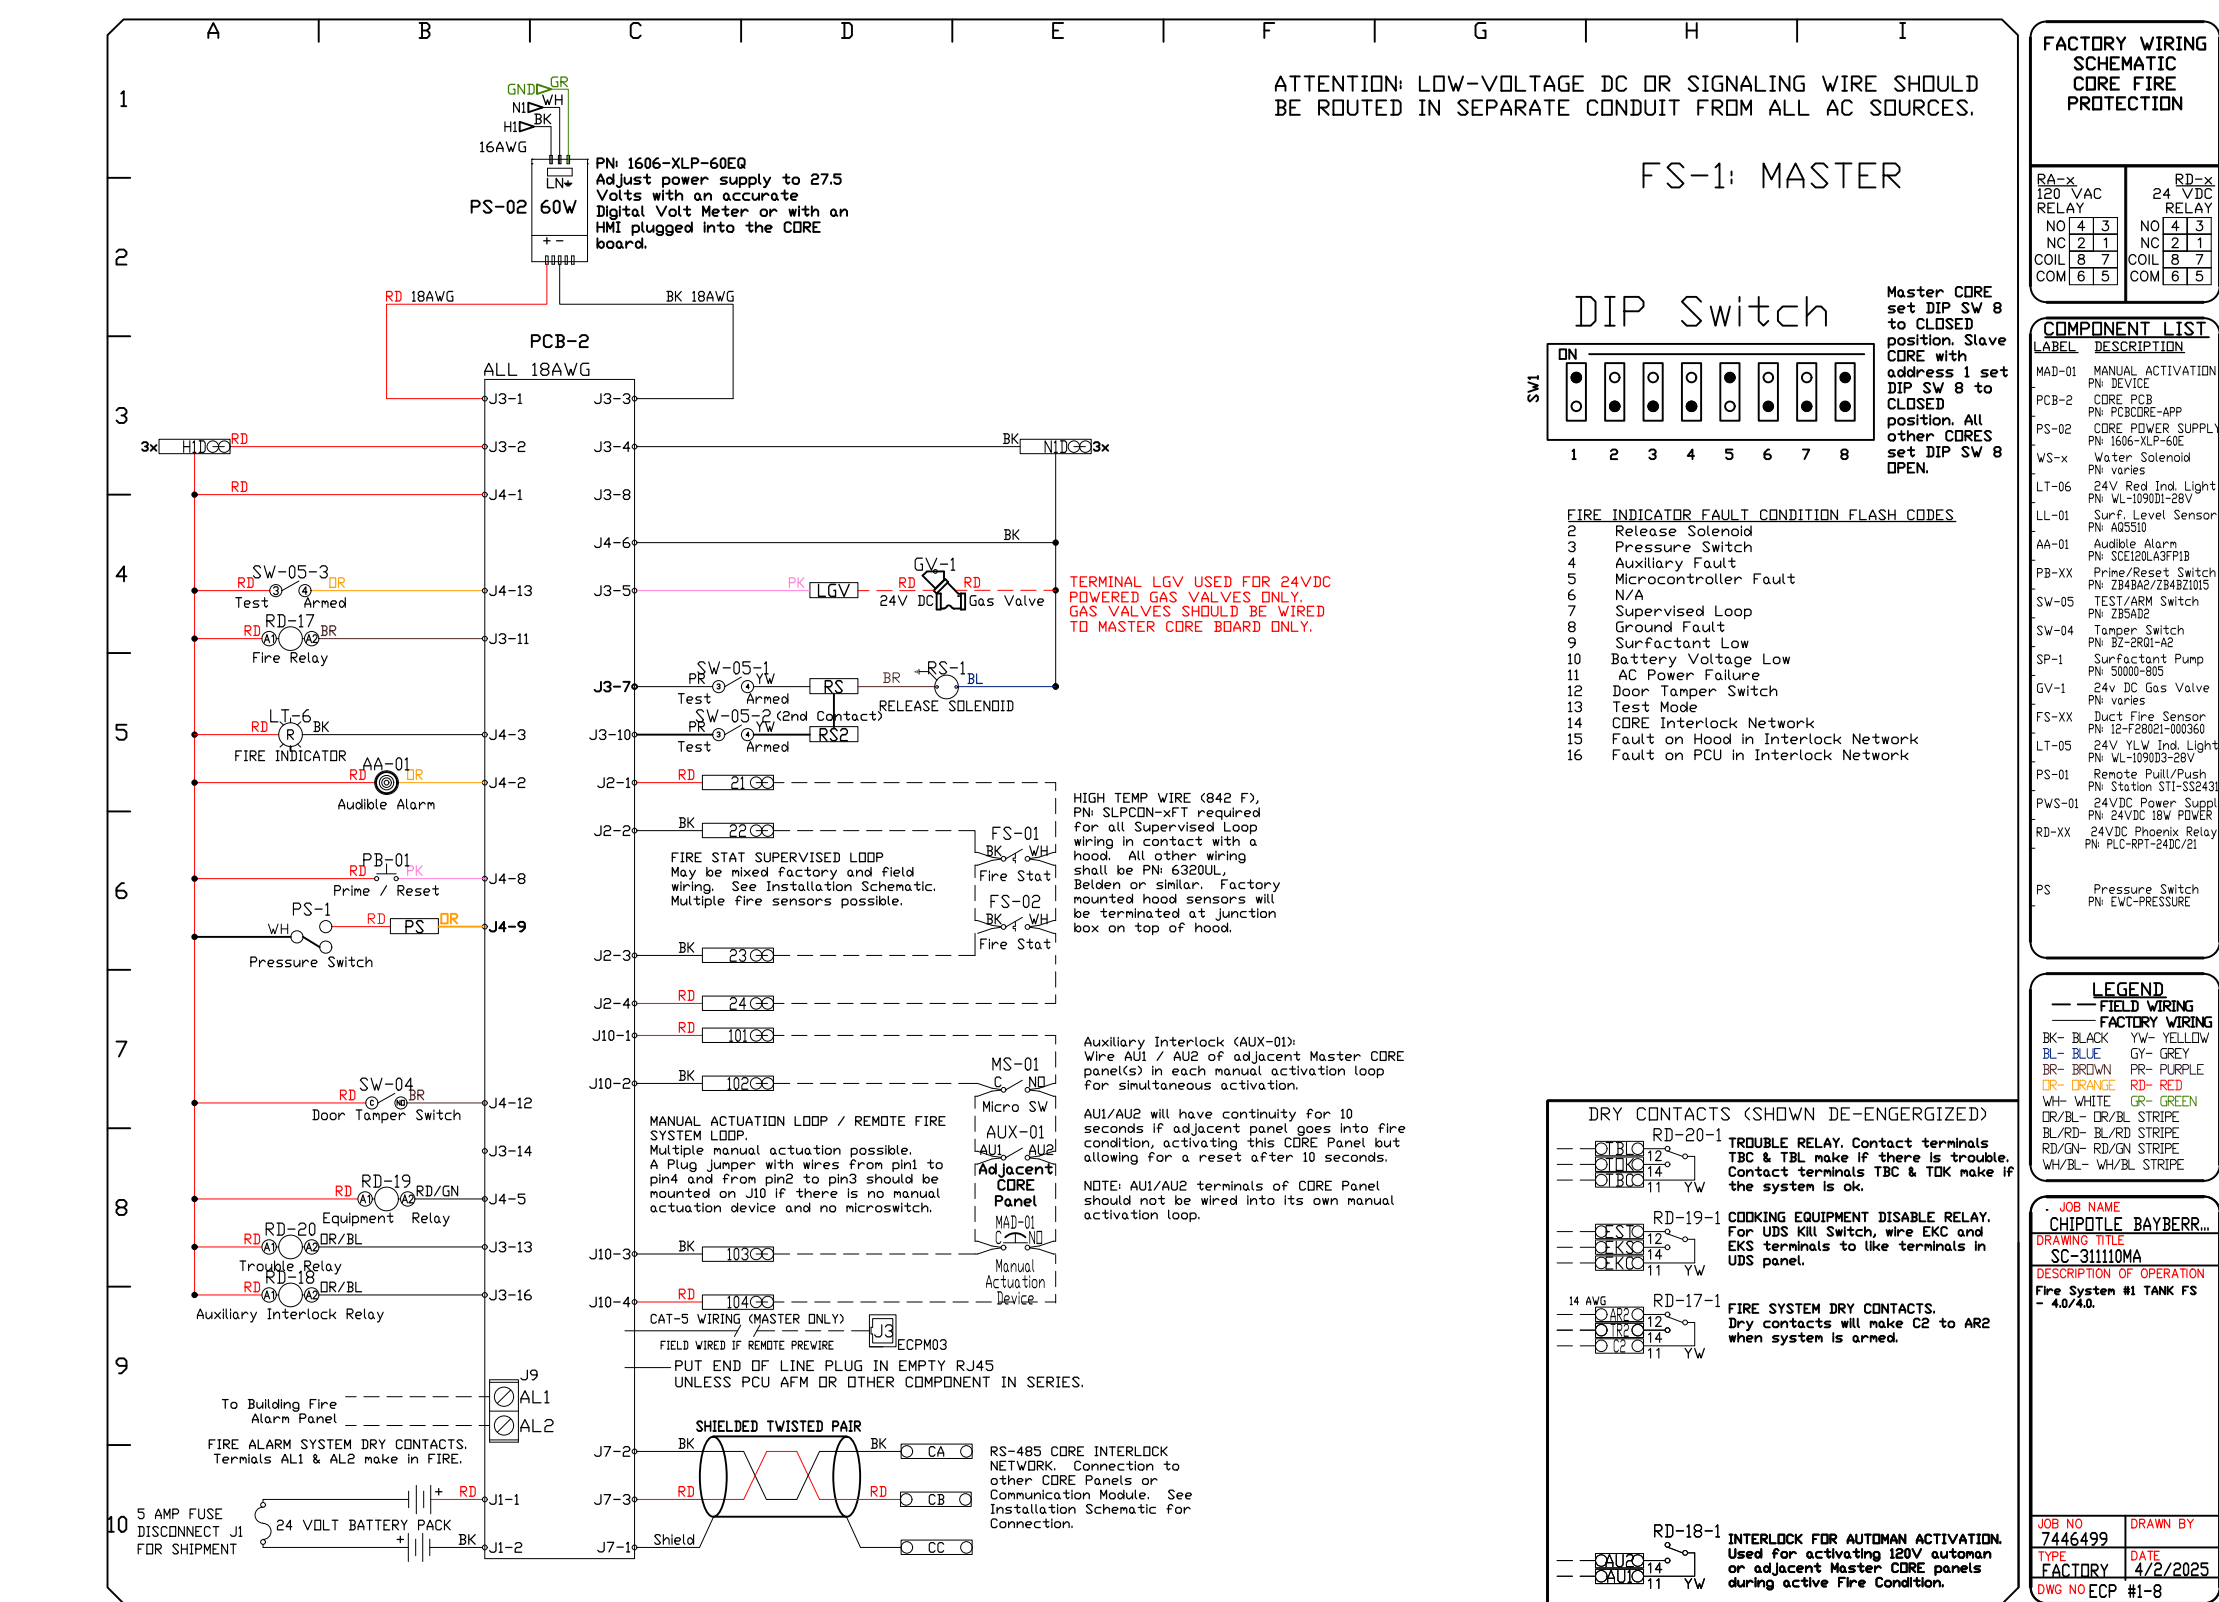 A B C D E F G H I
1
2
3
4
5
6
7
8
9
10
GND GR
N1 WH
H1 BK
16AWG
LN
PS-02 60W
+ -
PN: 1606-XLP-60EQ
Adjust power supply to 27.5
Volts with an accurate
Digital Volt Meter or with an
HMI plugged into the CORE
board.
RD 18AWG
BK 18AWG
PCB-2
ALL 18AWG
J3-1 J3-3
3x H1D RD J3-2 J3-4 BK N1D 3x
RD J4-1 J3-8
J4-6 BK
SW-05-3
RD 3 4 OR J4-13
Test Armed
J3-5 PK LGV RD GV-1 RD
24V DC Gas Valve
TERMINAL LGV USED FOR 24VDC
POWERED GAS VALVES ONLY.
GAS VALVES SHOULD BE WIRED
TO MASTER CORE BOARD ONLY.
RD-17
RD A1 A2 BR J3-11
Fire Relay
SW-05-1
J3-7 PR 3 4 YW RS BR RS-1 BL
Test Armed
RELEASE SOLENOID
SW-05-2 (2nd Contact)
J3-10 PR 3 4 YW RS2
Test Armed
LT-6
RD R BK J4-3
FIRE INDICATOR
AA-01
RD OR J4-2
Audible Alarm
J2-1 RD 21
J2-2 BK 22
FIRE STAT SUPERVISED LOOP
May be mixed factory and field
wiring. See Installation Schematic.
Multiple fire sensors possible.
FS-01
BK WH
Fire Stat
FS-02
BK WH
Fire Stat
HIGH TEMP WIRE (842 F),
PN: SLPCON-xFT required
for all Supervised Loop
wiring in contact with a
hood. All other wiring
shall be PN: 6320UL,
Belden or similar. Factory
mounted hood sensors will
be terminated at junction
box on top of hood.
PB-01
RD PK J4-8
Prime / Reset
PS-1
WH RD PS OR J4-9
Pressure Switch
J2-3 BK 23
J2-4 RD 24
J10-1 RD 101
J10-2 BK 102
MS-01
C NO
Micro SW
AUX-01
AU1 AU2
Adjacent
CORE
Panel
MAD-01
C NO
Manual
Actuation
Device
Auxiliary Interlock (AUX-01):
Wire AU1 / AU2 of adjacent Master CORE
panel(s) in each manual activation loop
for simultaneous activation.
AU1/AU2 will have continuity for 10
seconds if adjacent panel goes into fire
condition, activating this CORE Panel but
allowing for a reset after 10 seconds.
NOTE: AU1/AU2 terminals of CORE Panel
should not be wired into its own manual
activation loop.
SW-04
RD C NO BR J4-12
Door Tamper Switch
MANUAL ACTUATION LOOP / REMOTE FIRE
SYSTEM LOOP.
Multiple manual actuation possible.
A Plug jumper with wires from pin1 to
pin4 and from pin2 to pin3 should be
mounted on J10 if there is no manual
actuation device and no microswitch.
J3-14
RD-19
RD A1 A2 RD/GN J4-5
Equipment Relay
RD-20
RD A1 A2 OR/BL J3-13
Trouble Relay
RD-18
RD A1 A2 OR/BL J3-16
Auxiliary Interlock Relay
J10-3 BK 103
J10-4 RD 104
CAT-5 WIRING (MASTER ONLY)
J3
FIELD WIRED IF REMOTE PREWIRE
ECPM03
PUT END OF LINE PLUG IN EMPTY RJ45
UNLESS PCU AFM OR OTHER COMPONENT IN SERIES.
J9
AL1
AL2
To Building Fire
Alarm Panel
FIRE ALARM SYSTEM DRY CONTACTS.
Termials AL1 & AL2 make in FIRE.
SHIELDED TWISTED PAIR
J7-2 BK BK CA
J7-3 RD RD CB
J7-1 Shield CC
RS-485 CORE INTERLOCK
NETWORK. Connection to
other CORE Panels or
Communication Module. See
Installation Schematic for
Connection.
5 AMP FUSE
DISCONNECT J1
FOR SHIPMENT
+ RD J1-1
24 VOLT BATTERY PACK
+ BK J1-2
ATTENTION: LOW-VOLTAGE DC OR SIGNALING WIRE SHOULD
BE ROUTED IN SEPARATE CONDUIT FROM ALL AC SOURCES.
FS-1: MASTER
DIP Switch
SW1
ON
1 2 3 4 5 6 7 8
Master CORE
set DIP SW 8
to CLOSED
position. Slave
CORE with
address 1 set
DIP SW 8 to
CLOSED
position. All
other CORES
set DIP SW 8
OPEN.
FIRE INDICATOR FAULT CONDITION FLASH CODES
2 Release Solenoid
3 Pressure Switch
4 Auxiliary Fault
5 Microcontroller Fault
6 N/A
7 Supervised Loop
8 Ground Fault
9 Surfactant Low
10 Battery Voltage Low
11 AC Power Failure
12 Door Tamper Switch
13 Test Mode
14 CORE Interlock Network
15 Fault on Hood in Interlock Network
16 Fault on PCU in Interlock Network
DRY CONTACTS (SHOWN DE-ENGERGIZED)
RD-20-1
TBL
TOK 12
TBC 14
11 YW
TROUBLE RELAY. Contact terminals
TBC & TBL make if there is trouble.
Contact terminals TBC & TOK make if
the system is ok.
RD-19-1
EST
EKS 12
EKC 14
11 YW
COOKING EQUIPMENT DISABLE RELAY.
For UDS Kill Switch, wire EKC and
EKS terminals to like terminals in
UDS panel.
14 AWG RD-17-1
AR2
TR2 12
C2 14
11 YW
FIRE SYSTEM DRY CONTACTS.
Dry contacts will make C2 to AR2
when system is armed.
RD-18-1
AU2 14
AU1 11 YW
INTERLOCK FOR AUTOMAN ACTIVATION.
Used for activating 120V automan
or adjacent Master CORE panels
during active Fire Condition.
FACTORY WIRING
SCHEMATIC
CORE FIRE
PROTECTION
RA-x RD-x
120 VAC 24 VDC
RELAY RELAY
NO 4 3 NO 4 3
NC 2 1 NC 2 1
COIL 8 7 COIL 8 7
COM 6 5 COM 6 5
COMPONENT LIST
LABEL DESCRIPTION
MAD-01 MANUAL ACTIVATION
PN: DEVICE
PCB-2 CORE PCB
PN: PCBCORE-APP
PS-02 CORE POWER SUPPLY
PN: 1606-XLP-60E
WS-x Water Solenoid
PN: varies
LT-06 24V Red Ind. Light
PN: WL-1090D1-28V
LL-01 Surf. Level Sensor
PN: AQ5510
AA-01 Audible Alarm
PN: SCE120LA3FP1B
PB-XX Prime/Reset Switch
PN: ZB4BA2/ZB4BZ1015
SW-05 TEST/ARM Switch
PN: ZB5AD2
SW-04 Tamper Switch
PN: BZ-2RQ1-A2
SP-1 Surfactant Pump
PN: 50000-805
GV-1 24v DC Gas Valve
PN: varies
FS-XX Duct Fire Sensor
PN: 12-F28021-000360
LT-05 24V YLW Ind. Light
PN: WL-1090D3-28V
PS-01 Remote Puill/Push
PN: Station STI-SS2431
PWS-01 24VDC Power Suppl
PN: 24VDC 18W POWER
RD-XX 24VDC Phoenix Relay
PN: PLC-RPT-24DC/21
PS Pressure Switch
PN: EWC-PRESSURE
LEGEND
FIELD WIRING
FACTORY WIRING
BK- BLACK YW- YELLOW
BL- BLUE GY- GREY
BR- BROWN PR- PURPLE
OR- ORANGE RD- RED
WH- WHITE GR- GREEN
OR/BL- OR/BL STRIPE
BL/RD- BL/RD STRIPE
RD/GN- RD/GN STRIPE
WH/BL- WH/BL STRIPE
. JOB NAME
CHIPOTLE BAYBERR...
DRAWING TITLE
SC-311110MA
DESCRIPTION OF OPERATION
Fire System #1 TANK FS
- 4.0/4.0.
JOB NO DRAWN BY
7446499
TYPE DATE
FACTORY 4/2/2025
DWG NO ECP #1-8